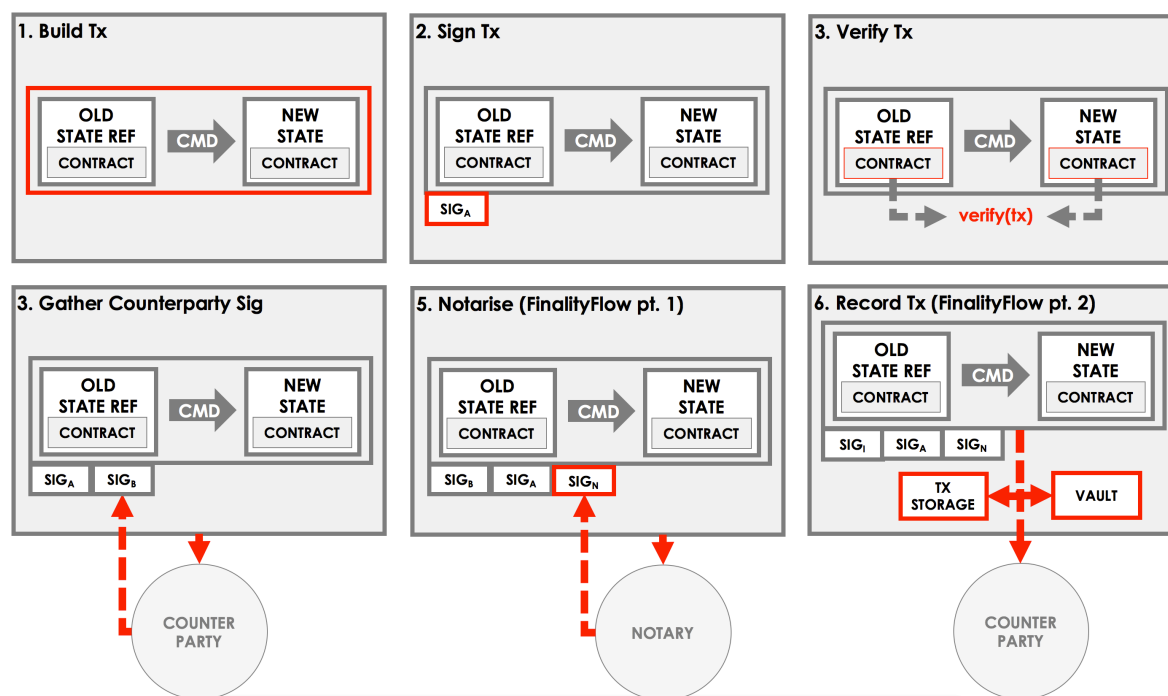 1. Build Tx
OLD
STATE REF
CONTRACT
CMD
NEW
STATE
CONTRACT
2. Sign Tx
OLD
STATE REF
CONTRACT
CMD
NEW
STATE
CONTRACT
SIGA
3. Verify Tx
OLD
STATE REF
CONTRACT
CMD
NEW
STATE
CONTRACT
verify(tx)
3. Gather Counterparty Sig
OLD
STATE REF
CONTRACT
CMD
NEW
STATE
CONTRACT
SIGA
SIGB
COUNTER
PARTY
5. Notarise (FinalityFlow pt. 1)
OLD
STATE REF
CONTRACT
CMD
NEW
STATE
CONTRACT
SIGB
SIGA
SIGN
NOTARY
6. Record Tx (FinalityFlow pt. 2)
OLD
STATE REF
CONTRACT
CMD
NEW
STATE
CONTRACT
SIGI
SIGA
SIGN
TX
STORAGE
VAULT
COUNTER
PARTY